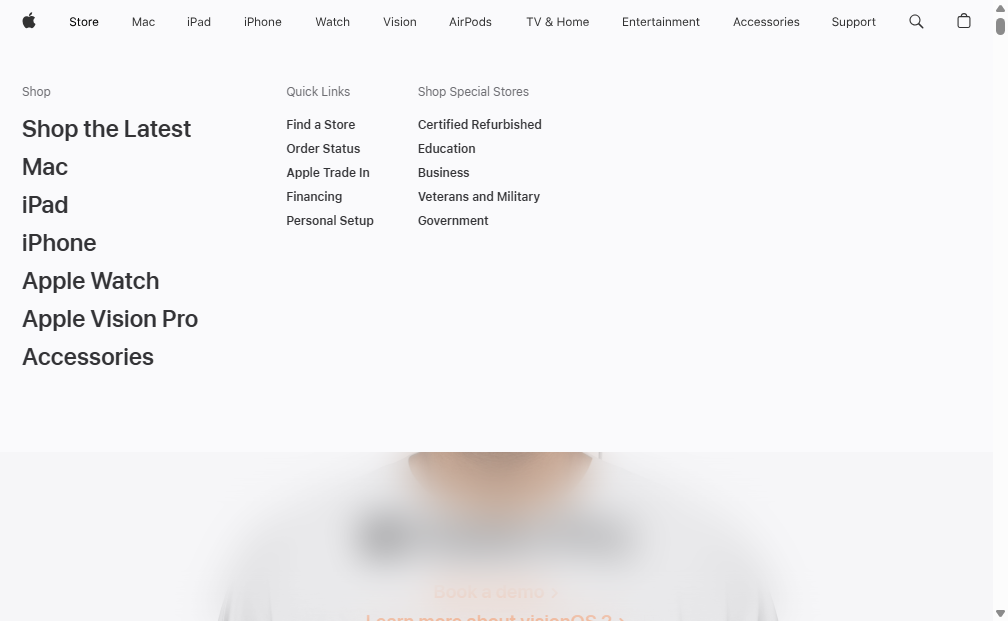 Store Mac iPad iPhone Watch Vision AirPods TV & Home Entertainment Accessories Support
Shop
Shop the Latest
Mac
iPad
iPhone
Apple Watch
Apple Vision Pro
Accessories
Quick Links
Find a Store
Order Status
Apple Trade In
Financing
Personal Setup
Shop Special Stores
Certified Refurbished
Education
Business
Veterans and Military
Government
Book a demo ›
Learn more about visionOS 2 ›